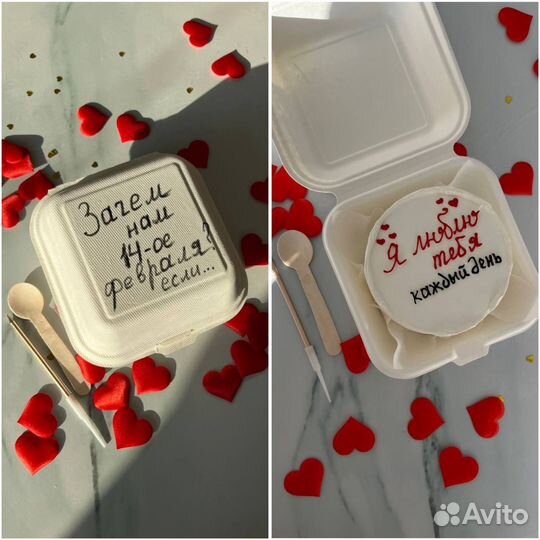 Зачем
нам
14-ое
февраля?
если...
Я люблю
тебя
каждый день
Avito